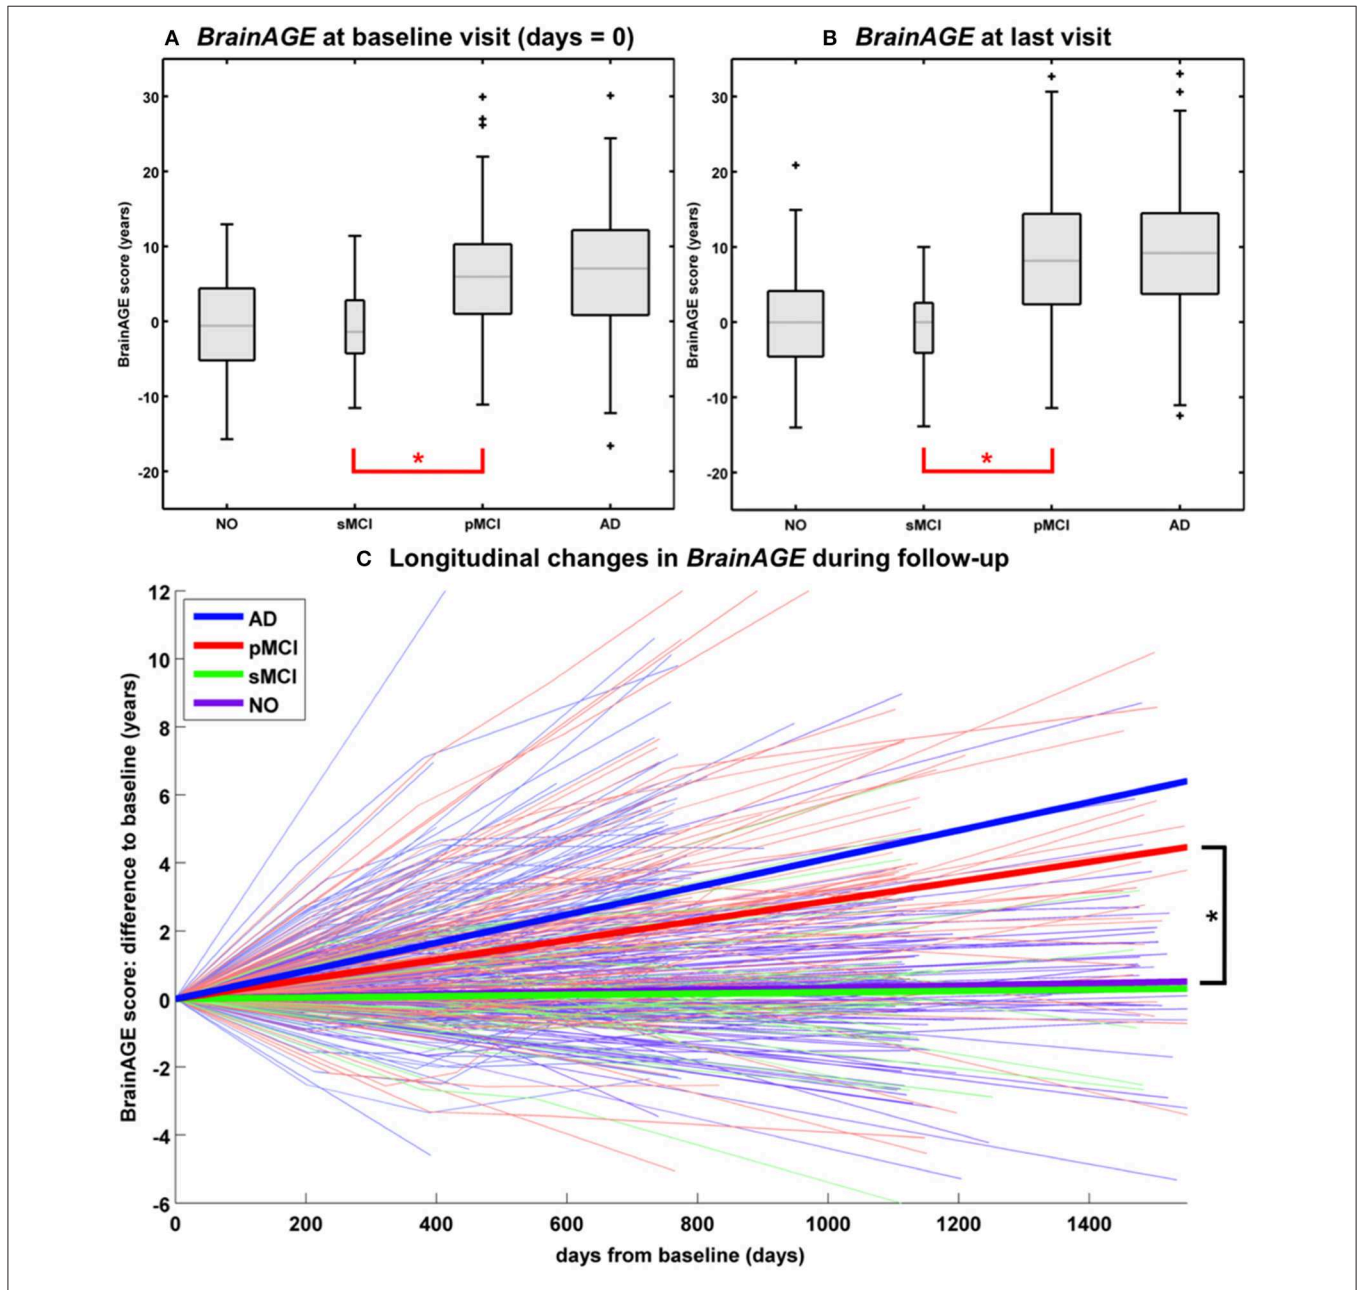 A BrainAGE at baseline visit (days = 0)
B BrainAGE at last visit
BrainAGE score (years)
30
20
10
0
-10
-20
*
NO sMCI pMCI AD
BrainAGE score (years)
30
20
10
0
-10
-20
*
NO sMCI pMCI AD
C Longitudinal changes in BrainAGE during follow-up
BrainAGE score: difference to baseline (years)
12
10
8
6
4
2
0
-2
-4
-6
AD
pMCI
sMCI
NO
*
0 200 400 600 800 1000 1200 1400
days from baseline (days)